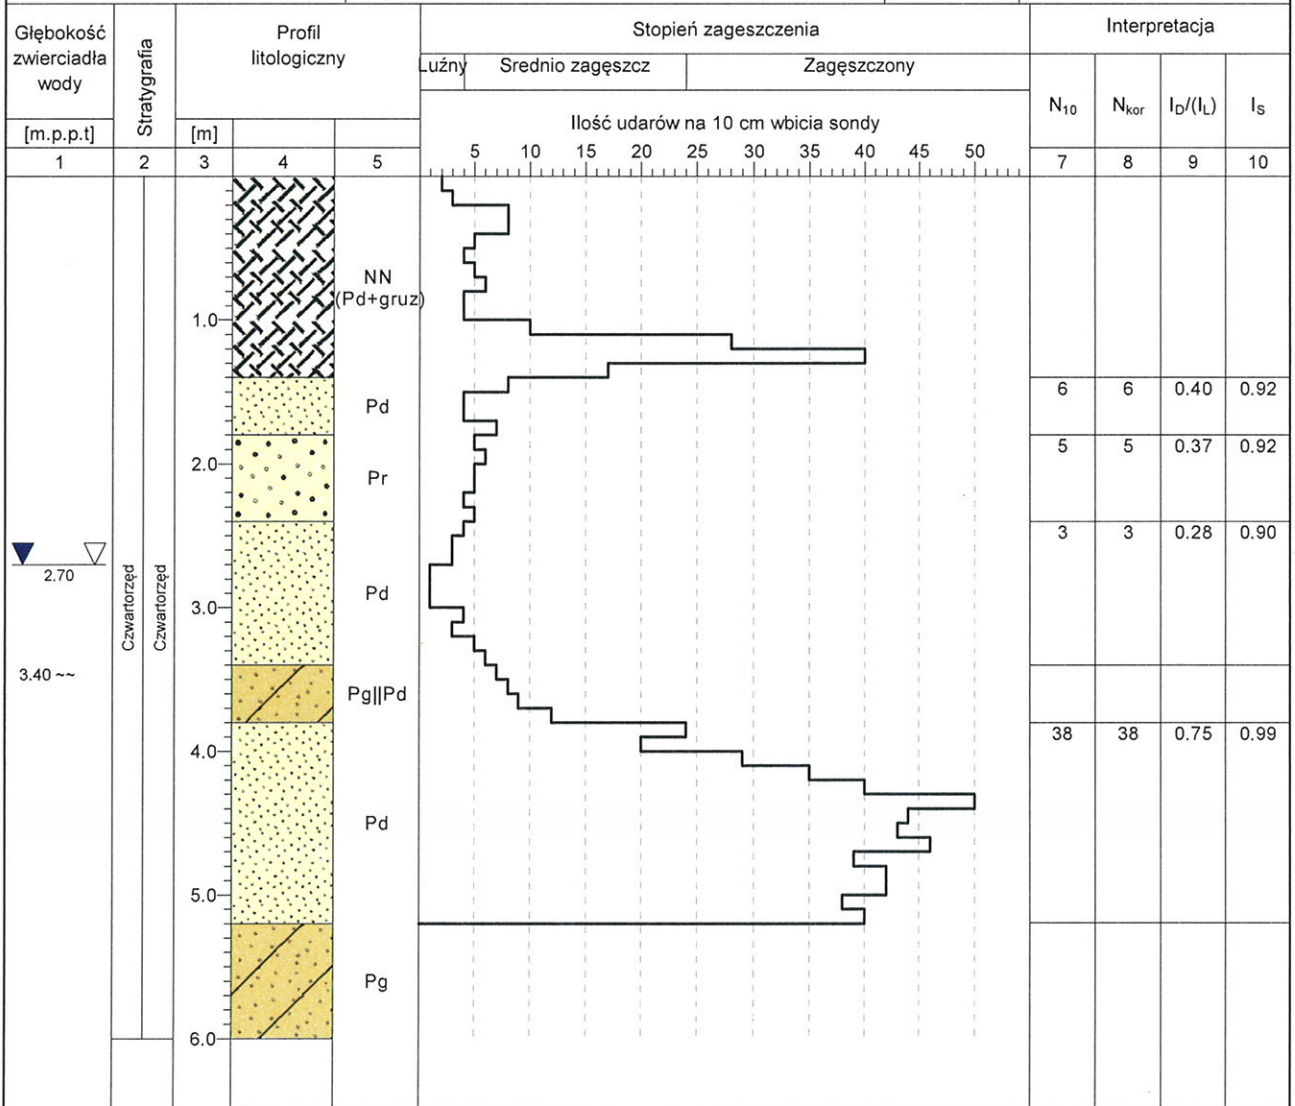 Głębokość
zwierciadła
wody
[m.p.p.t]
Stratygrafia
Profil
litologiczny
[m]
Stopień zageszczenia
Luźny Srednio zagęszcz Zagęszczony
Ilość udarów na 10 cm wbicia sondy
5 10 15 20 25 30 35 40 45 50
Interpretacja
N10 Nkor ID/(IL) IS
1 2 3 4 5 7 8 9 10
NN
(Pd+gruz)
1.0
Pd 6 6 0.40 0.92
5 5 0.37 0.92
2.0
Pr
3 3 0.28 0.90
2.70
Czwartorzęd Czwartorzęd
Pd
3.0
3.40 ~~
Pg||Pd
38 38 0.75 0.99
4.0
Pd
5.0
Pg
6.0